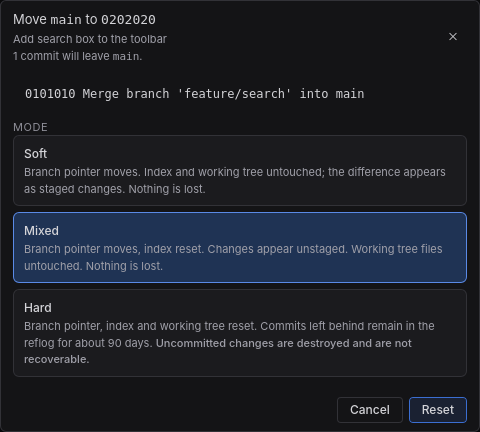 Move main to 0202020
Add search box to the toolbar
1 commit will leave main.
0101010 Merge branch 'feature/search' into main
MODE
Soft
Branch pointer moves. Index and working tree untouched; the difference appears
as staged changes. Nothing is lost.
Mixed
Branch pointer moves, index reset. Changes appear unstaged. Working tree files
untouched. Nothing is lost.
Hard
Branch pointer, index and working tree reset. Commits left behind remain in the
reflog for about 90 days. Uncommitted changes are destroyed and are not
recoverable.
Cancel
Reset